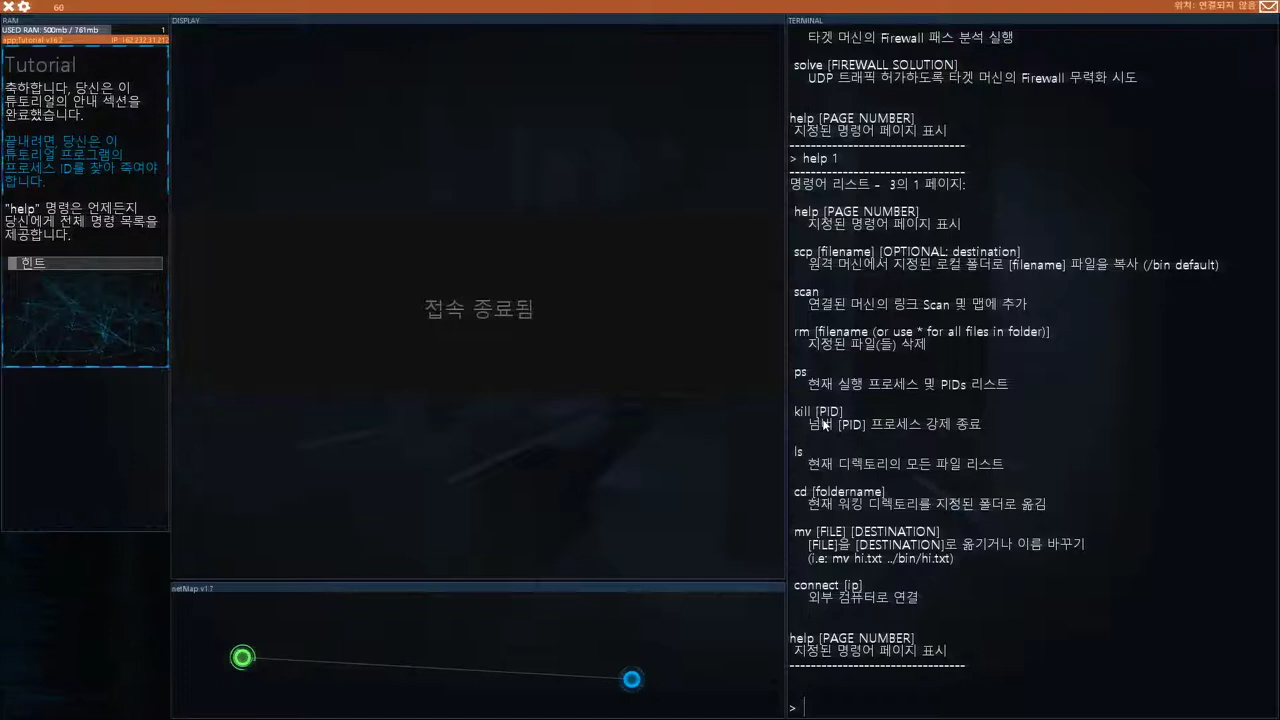 60
위치: 연결되지 않음
RAM
USED RAM: 500mb / 761mb
1
app:Tutorial v16.2
IP: 162.232.31.212
Tutorial
축하합니다, 당신은 이
튜토리얼의 안내 섹션을
완료했습니다.
끝내려면, 당신은 이
튜토리얼 프로그램의
프로세스 ID를 찾아 죽여야
합니다.
"help" 명령은 언제든지
당신에게 전체 명령 목록을
제공합니다.
힌트
DISPLAY
접속 종료됨
netMap v1.7
TERMINAL
타겟 머신의 Firewall 패스 분석 실행
solve [FIREWALL SOLUTION]
UDP 트래픽 허가하도록 타겟 머신의 Firewall 무력화 시도
help [PAGE NUMBER]
지정된 명령어 페이지 표시
---------------------------------
> help 1
---------------------------------
명령어 리스트 - 3의 1 페이지:
help [PAGE NUMBER]
지정된 명령어 페이지 표시
scp [filename] [OPTIONAL: destination]
원격 머신에서 지정된 로컬 폴더로 [filename] 파일을 복사 (/bin default)
scan
연결된 머신의 링크 Scan 및 맵에 추가
rm [filename (or use * for all files in folder)]
지정된 파일(들) 삭제
ps
현재 실행 프로세스 및 PIDs 리스트
kill [PID]
넘버 [PID] 프로세스 강제 종료
ls
현재 디렉토리의 모든 파일 리스트
cd [foldername]
현재 워킹 디렉토리를 지정된 폴더로 옮김
mv [FILE] [DESTINATION]
[FILE]을 [DESTINATION]로 옮기거나 이름 바꾸기
(i.e: mv hi.txt ../bin/hi.txt)
connect [ip]
외부 컴퓨터로 연결
help [PAGE NUMBER]
지정된 명령어 페이지 표시
---------------------------------
>